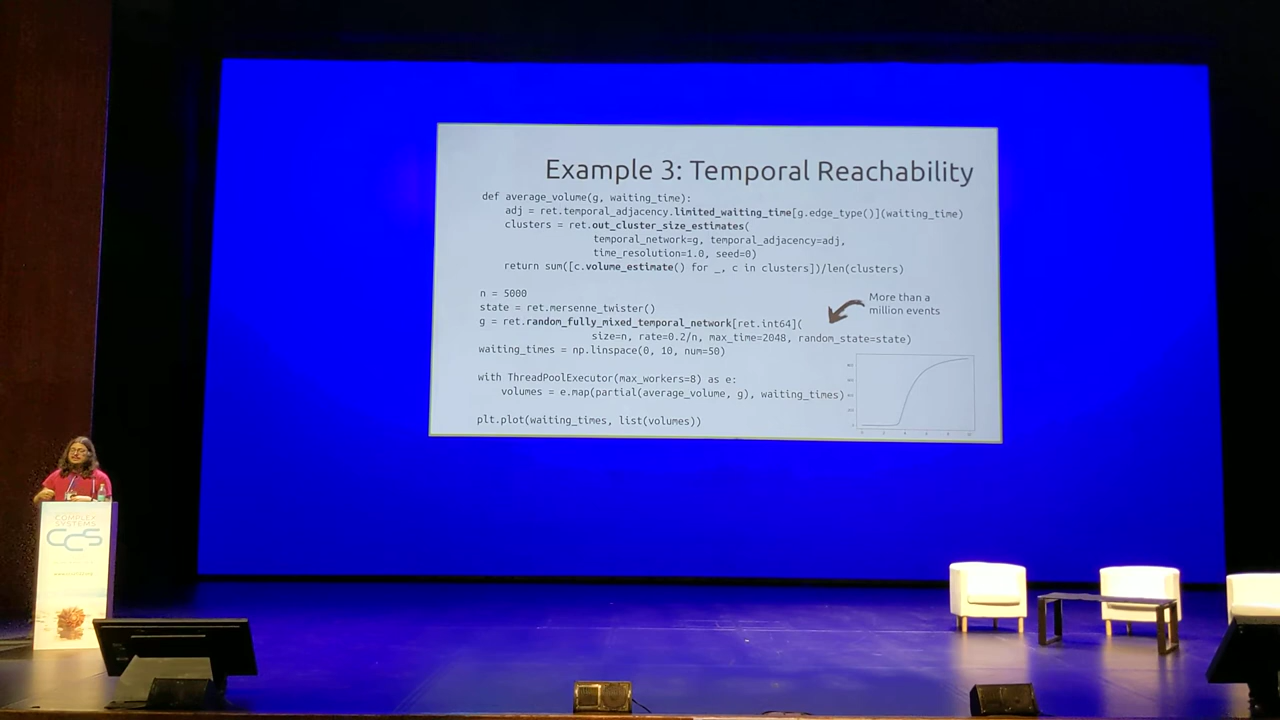 Example 3: Temporal Reachability
def average_volume(g, waiting_time):
adj = ret.temporal_adjacency.limited_waiting_time[g.edge_type()](waiting_time)
clusters = ret.out_cluster_size_estimates(
temporal_network=g, temporal_adjacency=adj,
time_resolution=1.0, seed=0)
return sum([c.volume_estimate() for _, c in clusters])/len(clusters)
n = 5000
state = ret.mersenne_twister()
g = ret.random_fully_mixed_temporal_network[ret.int64](
size=n, rate=0.2/n, max_time=2048, random_state=state)
waiting_times = np.linspace(0, 10, num=50)
More than a
million events
with ThreadPoolExecutor(max_workers=8) as e:
volumes = e.map(partial(average_volume, g), waiting_times)
plt.plot(waiting_times, list(volumes))
COMPLEX
SYSTEMS
CCS